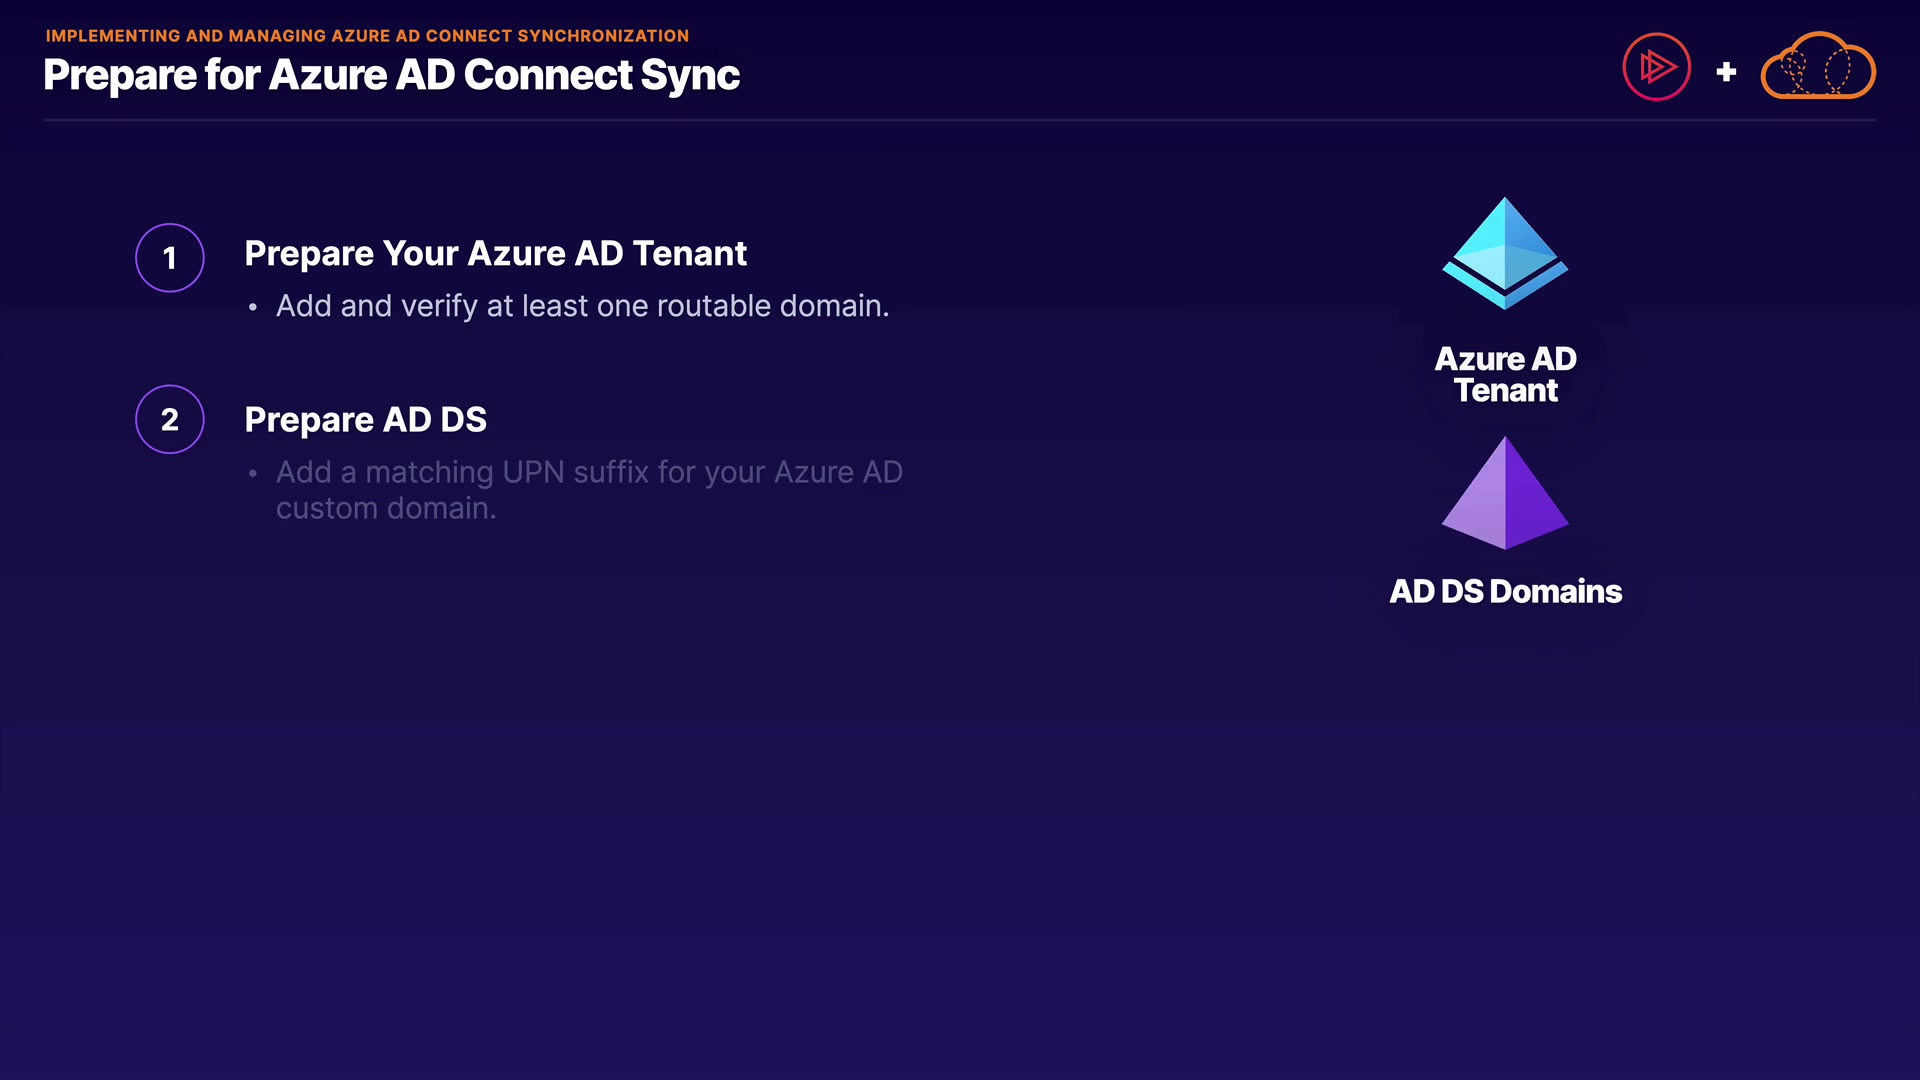 IMPLEMENTING AND MANAGING AZURE AD CONNECT SYNCHRONIZATION
Prepare for Azure AD Connect Sync
+
1
Prepare Your Azure AD Tenant
• Add and verify at least one routable domain.
2
Prepare AD DS
• Add a matching UPN suffix for your Azure AD
custom domain.
Azure AD
Tenant
AD DS Domains